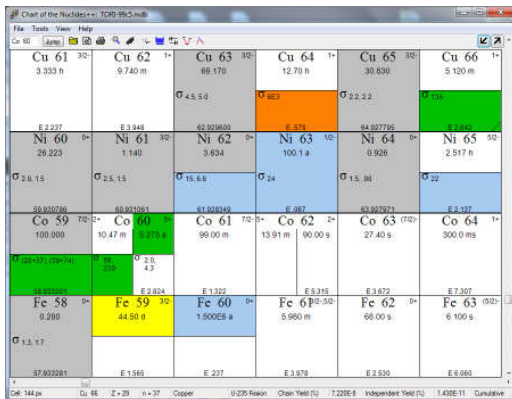 Chart of the Nuclides++: TORI-99c5.mdb
File Tools View Help
Co 60 Jump
Cu 61 3/2- Cu 62 1+ Cu 63 3/2- Cu 64 1+ Cu 65 3/2- Cu 66 1+
3.333 h 9.740 m 69.170 12.70 h 30.830 5.120 m
σ 4.5, 5.0 σ 6E3 σ 2.2, 2.2 σ 135
E 2.237 E 3.948 62.929600 E .579 64.927795 E 2.642
Ni 60 0+ Ni 61 3/2- Ni 62 0+ Ni 63 1/2- Ni 64 0+ Ni 65 5/2-
26.223 1.140 3.634 100.1 a 0.926 2.517 h
σ 2.9, 1.5 σ 2.5, 1.5 σ 15, 6.6 σ 24 σ 1.5, .98 σ 22
59.930786 60.931061 61.928349 E .067 63.927971 E 2.137
Co 59 7/2- Co 60 5+ Co 61 7/2- Co 62 2+ Co 63 (7/2-) Co 64 1+
100.000 2+ 10.47 m 5.273 a 99.00 m 5+ 13.91 m 90.00 s 27.40 s 300.0 ms
σ (20+37), (39+74) σ 58, 230 σ 2.0, 4.3
58.933201 E 2.824 E 1.322 E 5.315 E 3.672 E 7.307
Fe 58 0+ Fe 59 3/2- Fe 60 0+ Fe 61 Fe 62 0+ Fe 63 (5/2-)
0.280 44.50 d 1.500E6 a 5.980 m 68.00 s 6.100 s
σ 1.3, 1.7
57.933281 E 1.565 E .237 E 3.978 E 2.530 E 6.060
Cell: 144 px Cu 66 Z = 29 n = 37 Copper U-235 Fission Chain Yield (%) 7.220E-8 Independent Yield (%) 1.430E-11 Cumulative